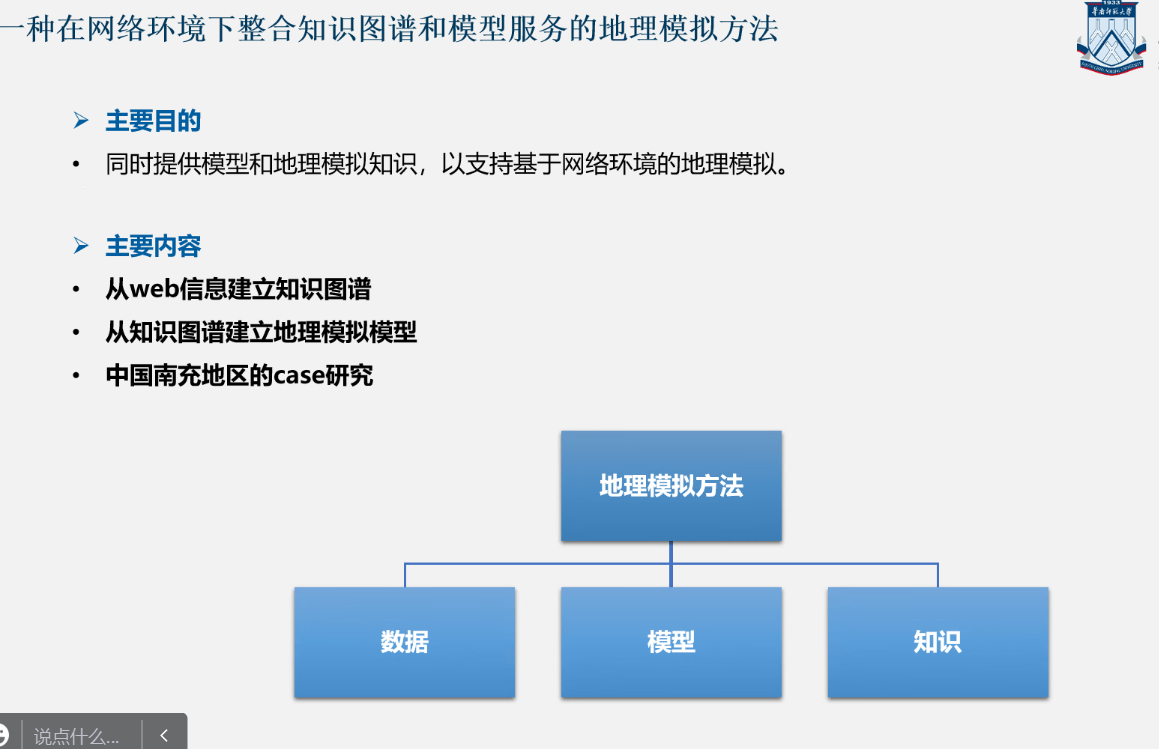 一种在网络环境下整合知识图谱和模型服务的地理模拟方法
1933
华南师范大学
主要目的
同时提供模型和地理模拟知识，以支持基于网络环境的地理模拟。
主要内容
从web信息建立知识图谱
从知识图谱建立地理模拟模型
中国南充地区的case研究
地理模拟方法
数据
模型
知识
说点什么...